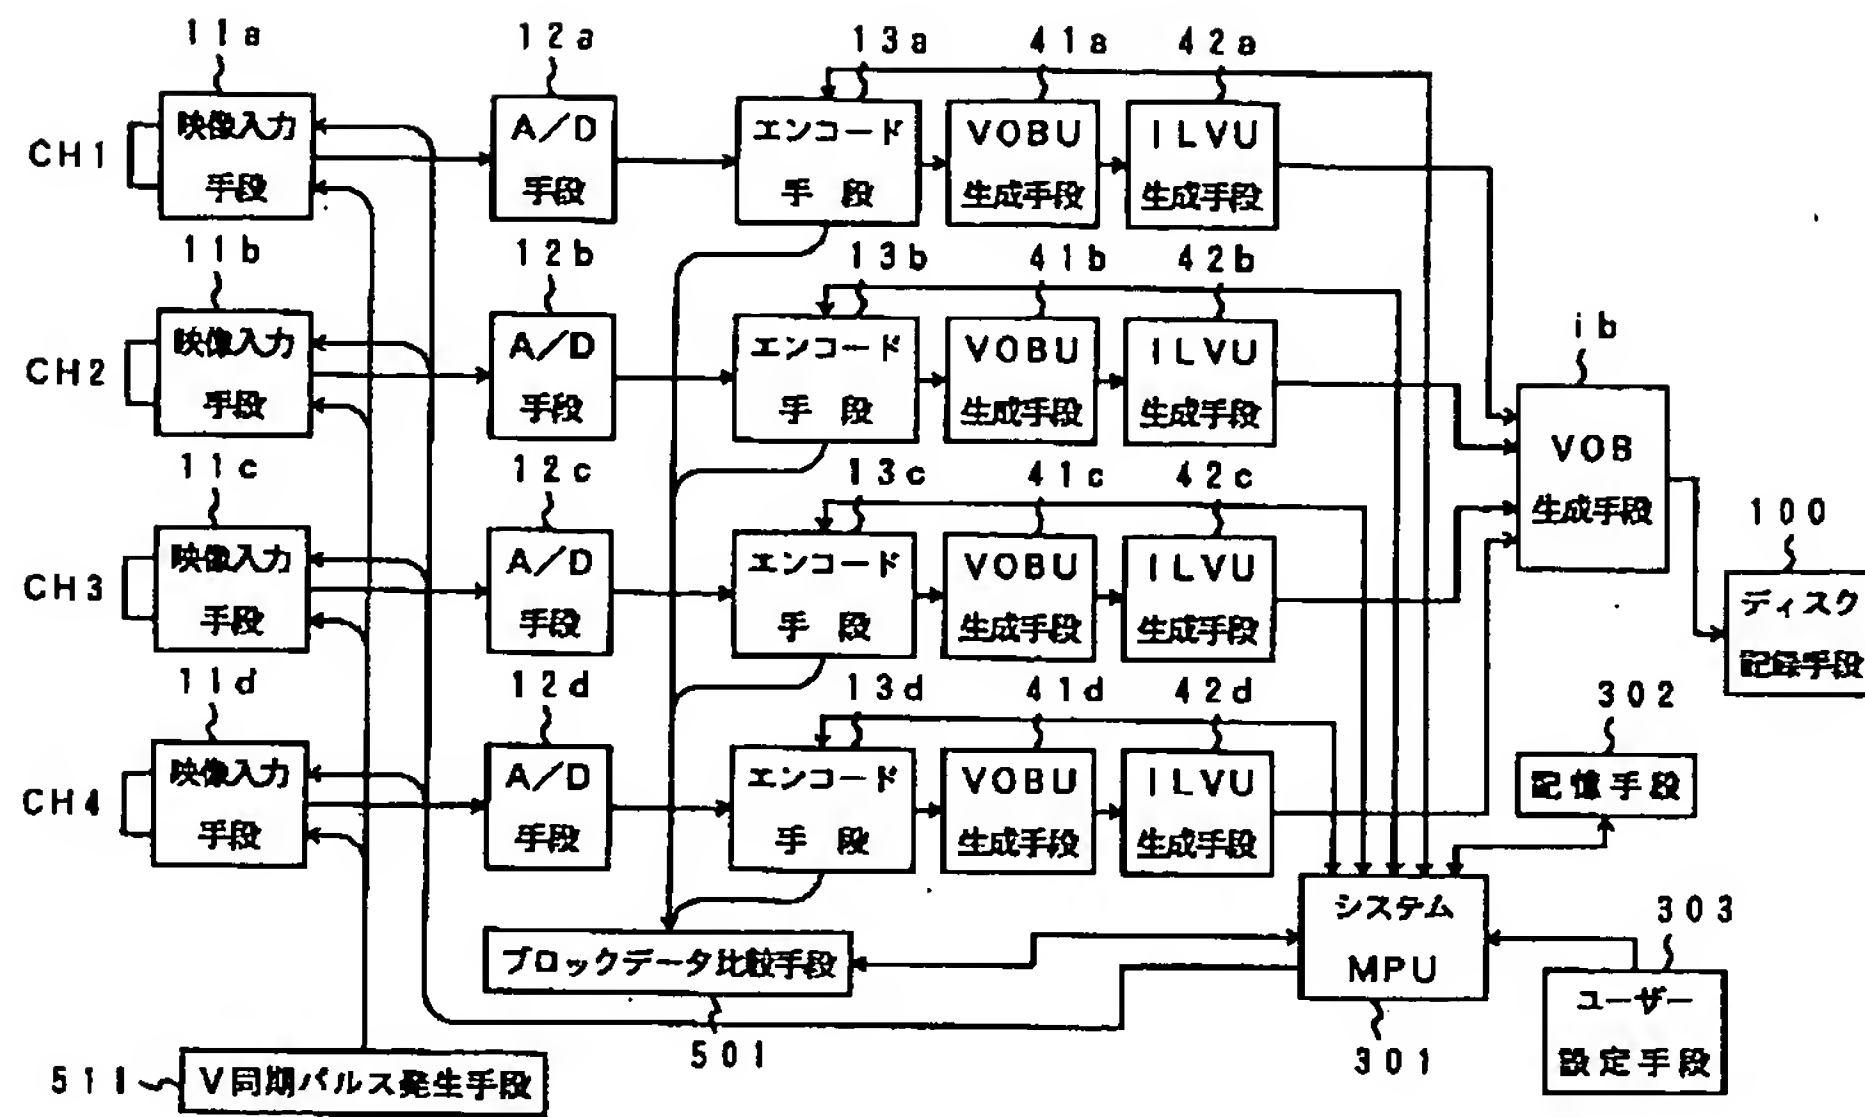 11a
12a
13a
41a
42a
CH1
映像入力
手段
A/D
手段
エンコード
手 段
VOBU
生成手段
ILVU
生成手段
11b
12b
13b
41b
42b
CH2
映像入力
手段
A/D
手段
エンコード
手 段
VOBU
生成手段
ILVU
生成手段
ib
VOB
生成手段
11c
12c
13c
41c
42c
CH3
映像入力
手段
A/D
手段
エンコード
手 段
VOBU
生成手段
ILVU
生成手段
100
ディスク
記録手段
11d
12d
13d
41d
42d
CH4
映像入力
手段
A/D
手段
エンコード
手 段
VOBU
生成手段
ILVU
生成手段
302
記憶手段
システム
MPU
301
303
ユーザー
設定手段
ブロックデータ比較手段
501
511
V同期パルス発生手段